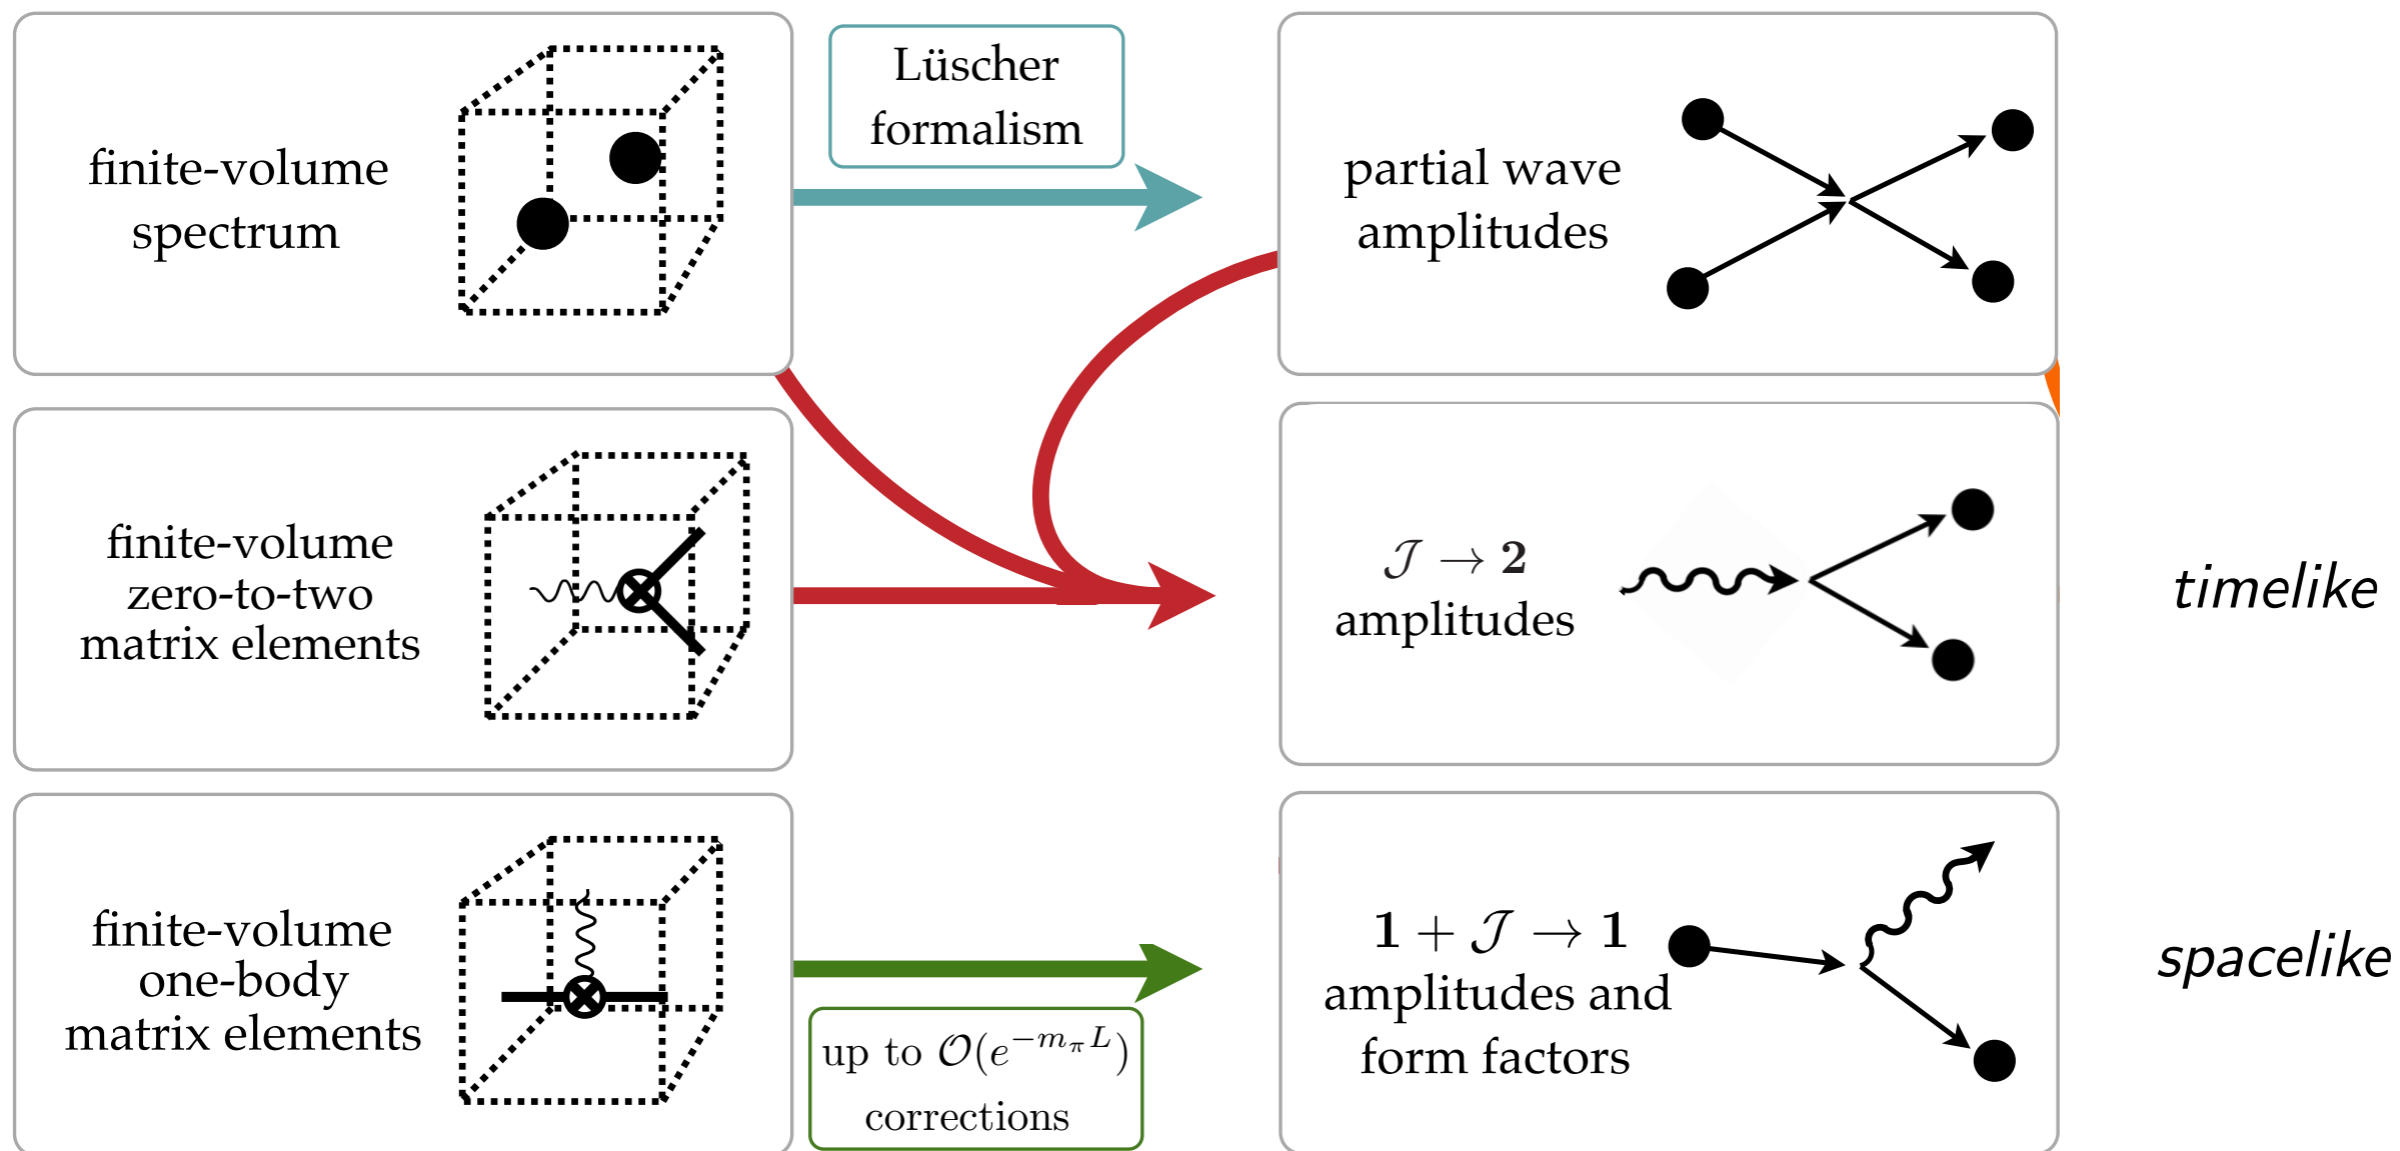 finite-volume
spectrum
Lüscher
formalism
partial wave
amplitudes
finite-volume
zero-to-two
matrix elements
𝒥 → 𝟐
amplitudes
timelike
finite-volume
one-body
matrix elements
up to 𝒪(e^{-m_π L})
corrections
𝟏 + 𝒥 → 𝟏
amplitudes and
form factors
spacelike